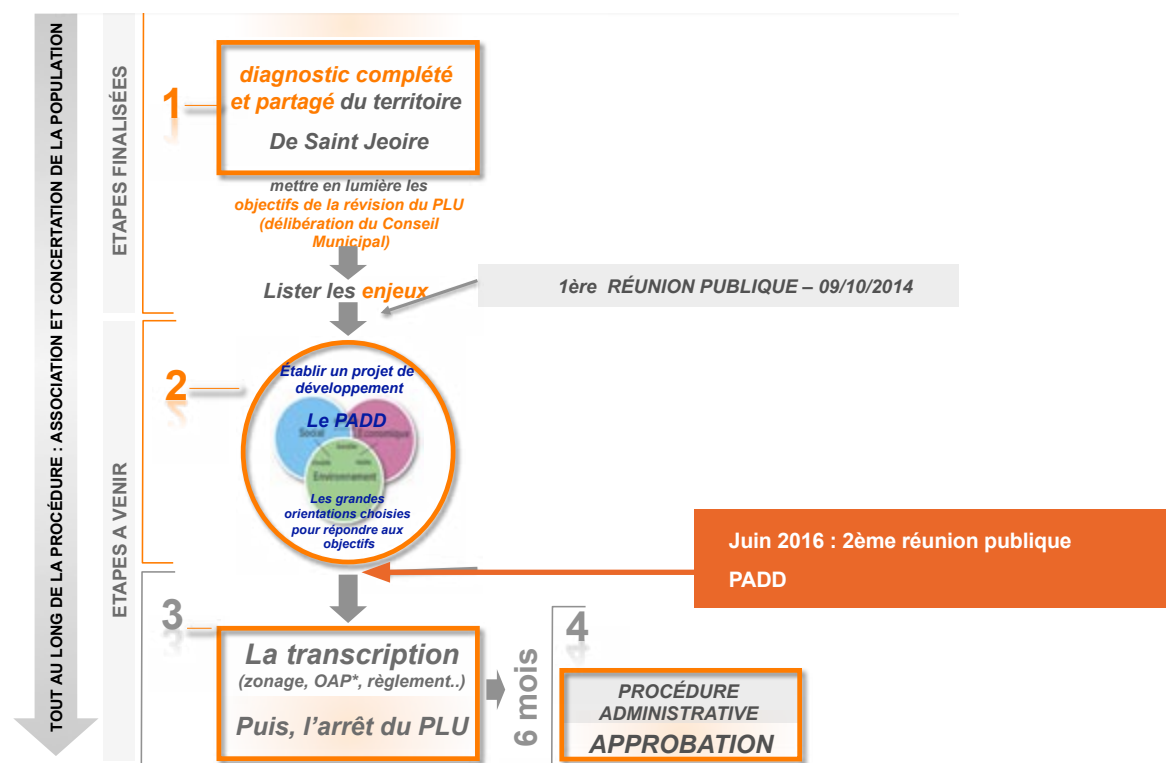 TOUT AU LONG DE LA PROCÉDURE : ASSOCIATION ET CONCERTATION DE LA POPULATION
ETAPES FINALISÉES
1
diagnostic complété
et partagé du territoire
De Saint Jeoire
mettre en lumière les
objectifs de la révision du PLU
(délibération du Conseil
Municipal)
Lister les enjeux
1ère RÉUNION PUBLIQUE – 09/10/2014
ETAPES A VENIR
2
Établir un projet de
développement
Le PADD
Social
Economique
Environnement
Les grandes
orientations choisies
pour répondre aux
objectifs
Juin 2016 : 2ème réunion publique
PADD
3
La transcription
(zonage, OAP*, règlement..)
Puis, l’arrêt du PLU
6 mois
4
PROCÉDURE
ADMINISTRATIVE
APPROBATION